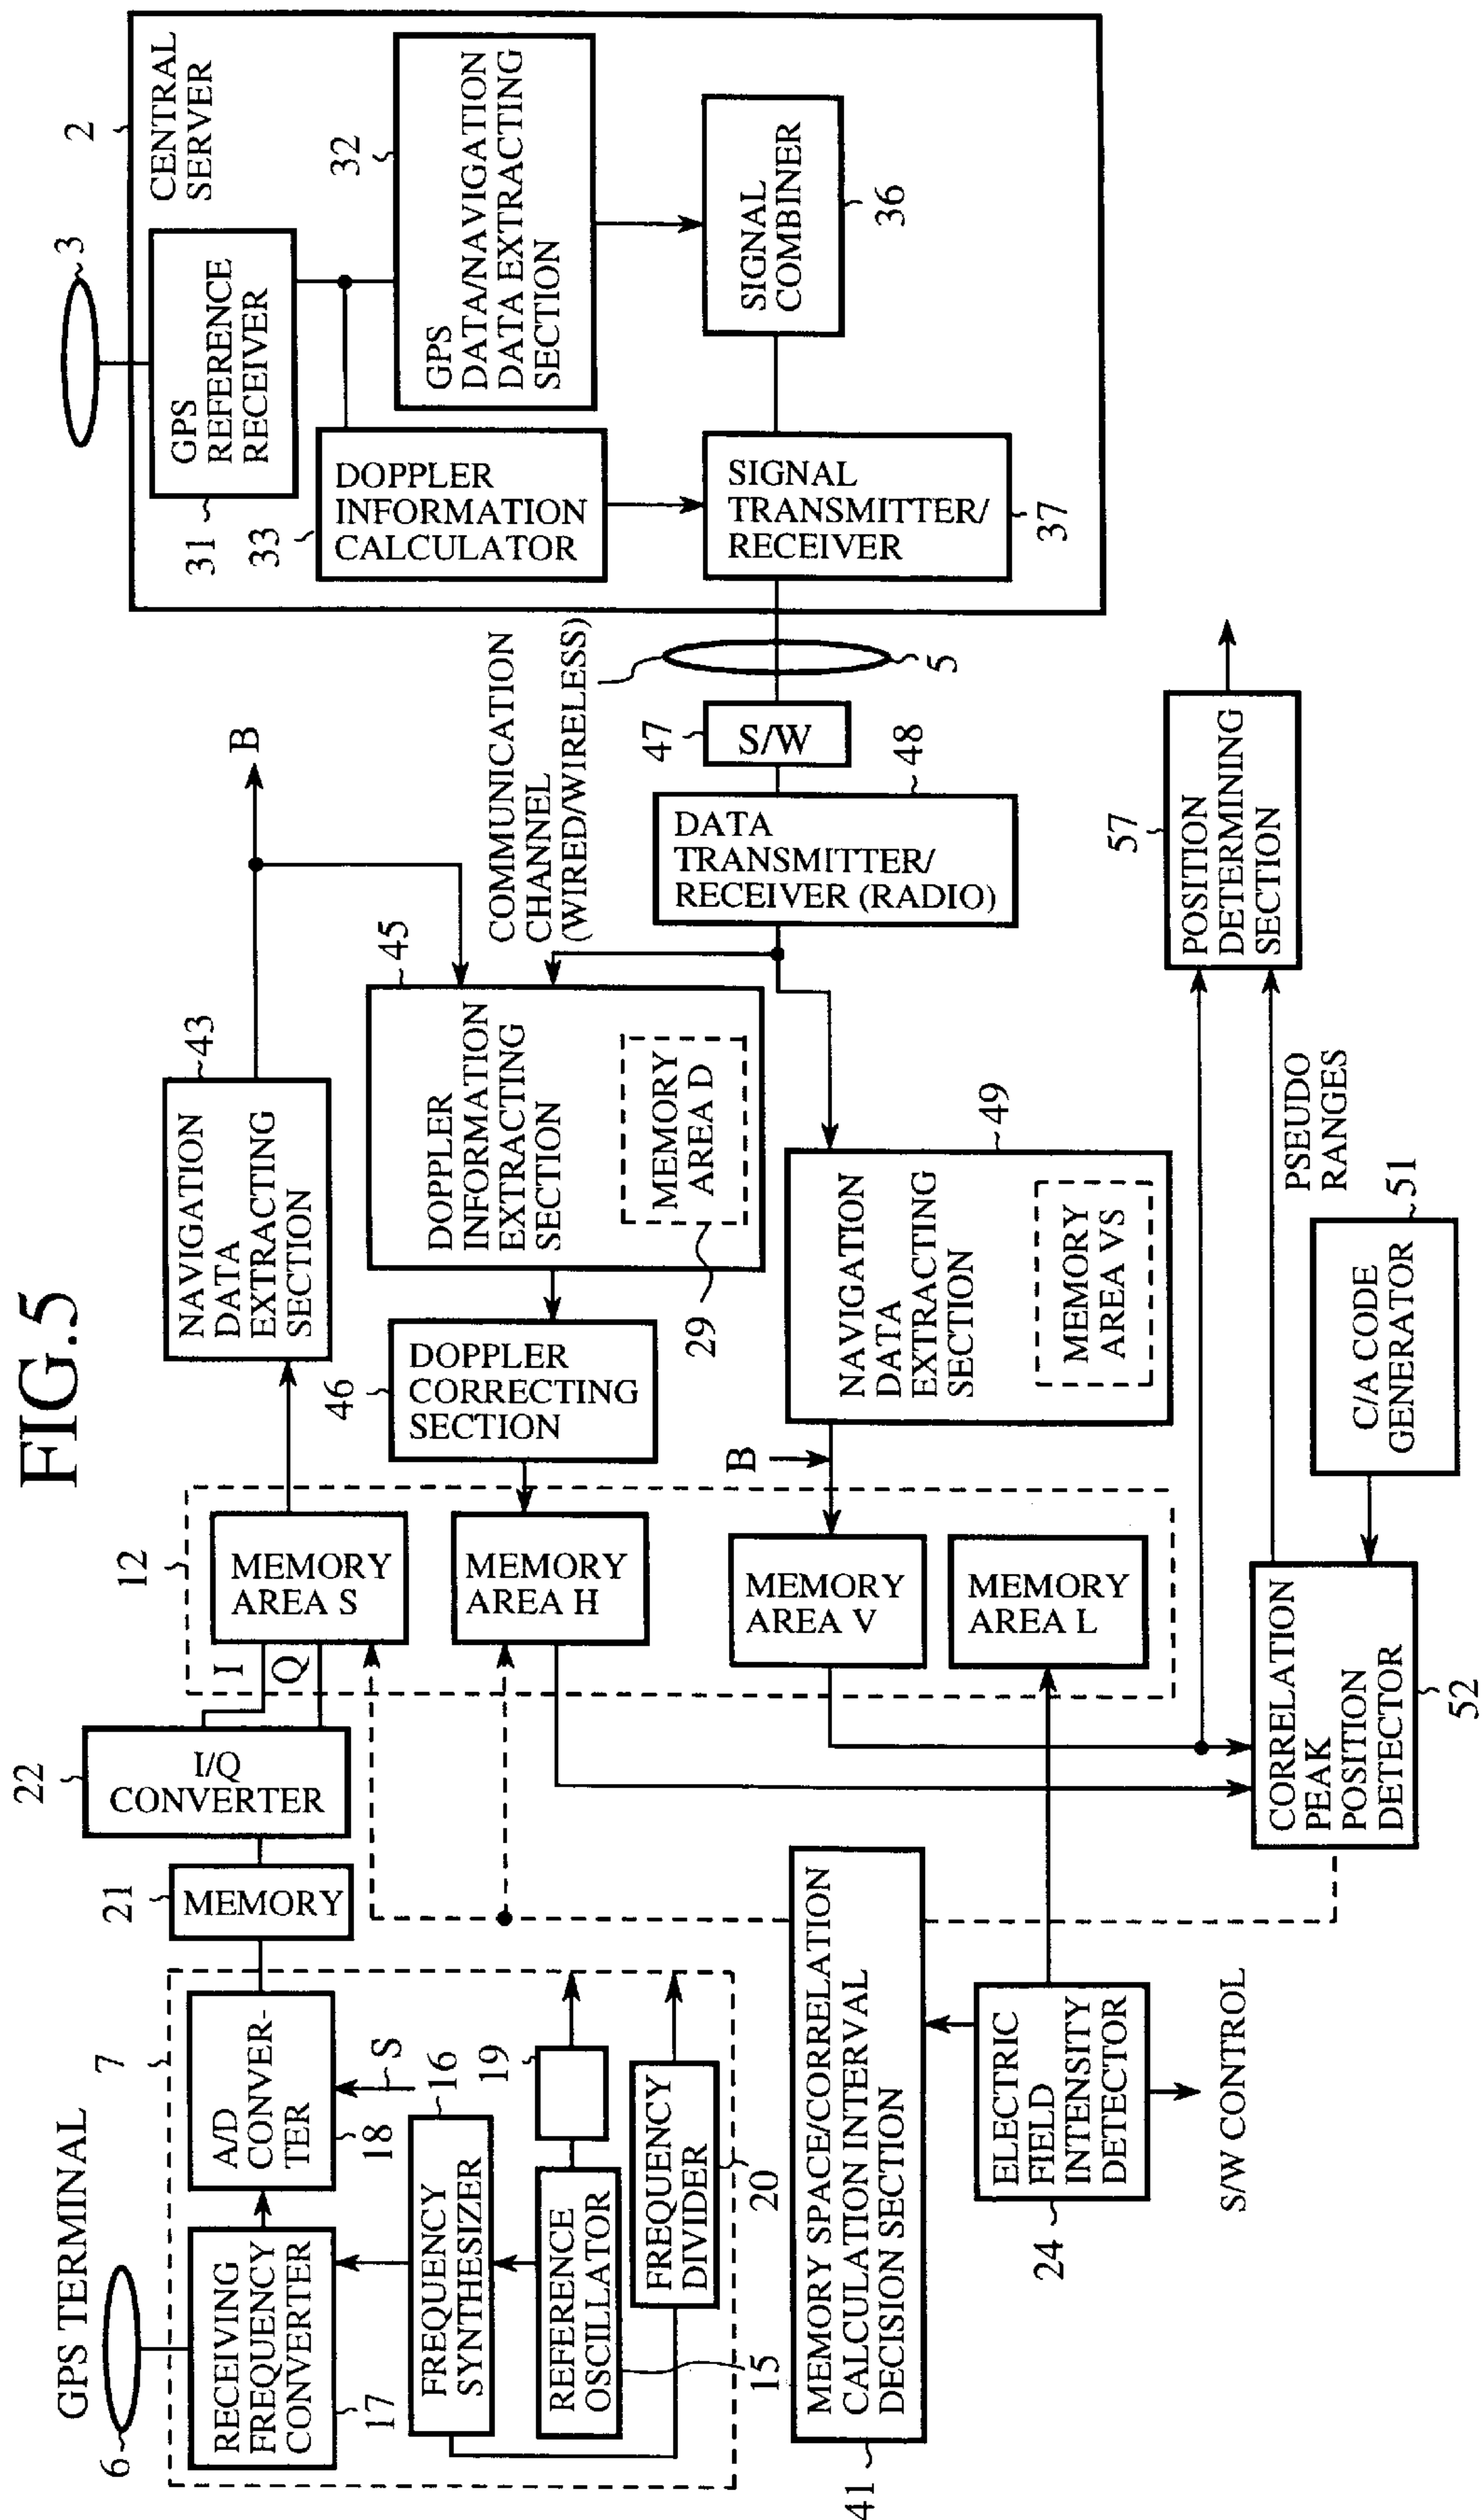 FIG.5
GPS TERMINAL
6
7
RECEIVING
FREQUENCY
CONVERTER
17
A/D
CONVER-
TER
18
S
FREQUENCY
SYNTHESIZER
16
REFERENCE
OSCILLATOR
15
19
FREQUENCY
DIVIDER
20
21
MEMORY
22
I/Q
CONVERTER
I
Q
12
MEMORY
AREA S
MEMORY
AREA H
MEMORY
AREA V
MEMORY
AREA L
41
MEMORY SPACE/CORRELATION
CALCULATION INTERVAL
DECISION SECTION
24
ELECTRIC
FIELD
INTENSITY
DETECTOR
S/W CONTROL
NAVIGATION
DATA
EXTRACTING
SECTION
43
B
46
DOPPLER
CORRECTING
SECTION
DOPPLER
INFORMATION
EXTRACTING
SECTION
45
MEMORY
AREA D
29
B
NAVIGATION
DATA
EXTRACTING
SECTION
49
MEMORY
AREA VS
CORRELATION
PEAK
POSITION
DETECTOR
52
C/A CODE
GENERATOR
51
PSEUDO
RANGES
57
POSITION
DETERMINING
SECTION
COMMUNICATION
CHANNEL
(WIRED/WIRELESS)
5
47
S/W
48
DATA
TRANSMITTER/
RECEIVER (RADIO)
2
CENTRAL
SERVER
3
GPS
REFERENCE
RECEIVER
31
32
GPS
DATA/NAVIGATION
DATA EXTRACTING
SECTION
33
DOPPLER
INFORMATION
CALCULATOR
SIGNAL
COMBINER
36
SIGNAL
TRANSMITTER/
RECEIVER
37